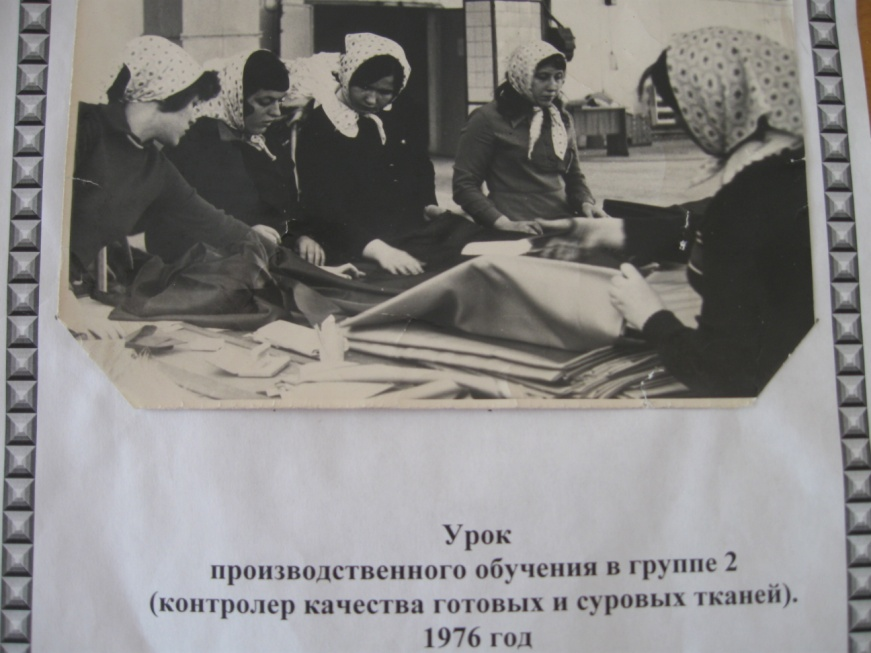 Урок
производственного обучения в группе 2
(контролер качества готовых и суровых тканей).
1976 год